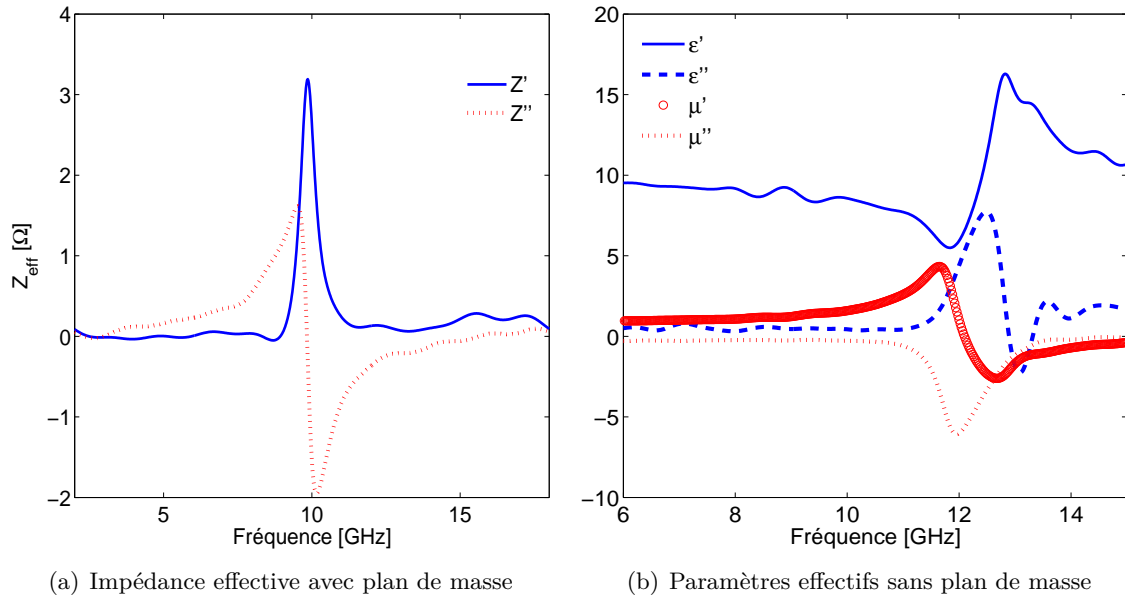 4
3
2
1
0
−1
−2
5
10
15
Z_eff [Ω]
Fréquence [GHz]
Z'
Z''
(a) Impédance effective avec plan de masse
20
15
10
5
0
−5
−10
6
8
10
12
14
Fréquence [GHz]
ε'
ε''
μ'
μ''
(b) Paramètres effectifs sans plan de masse